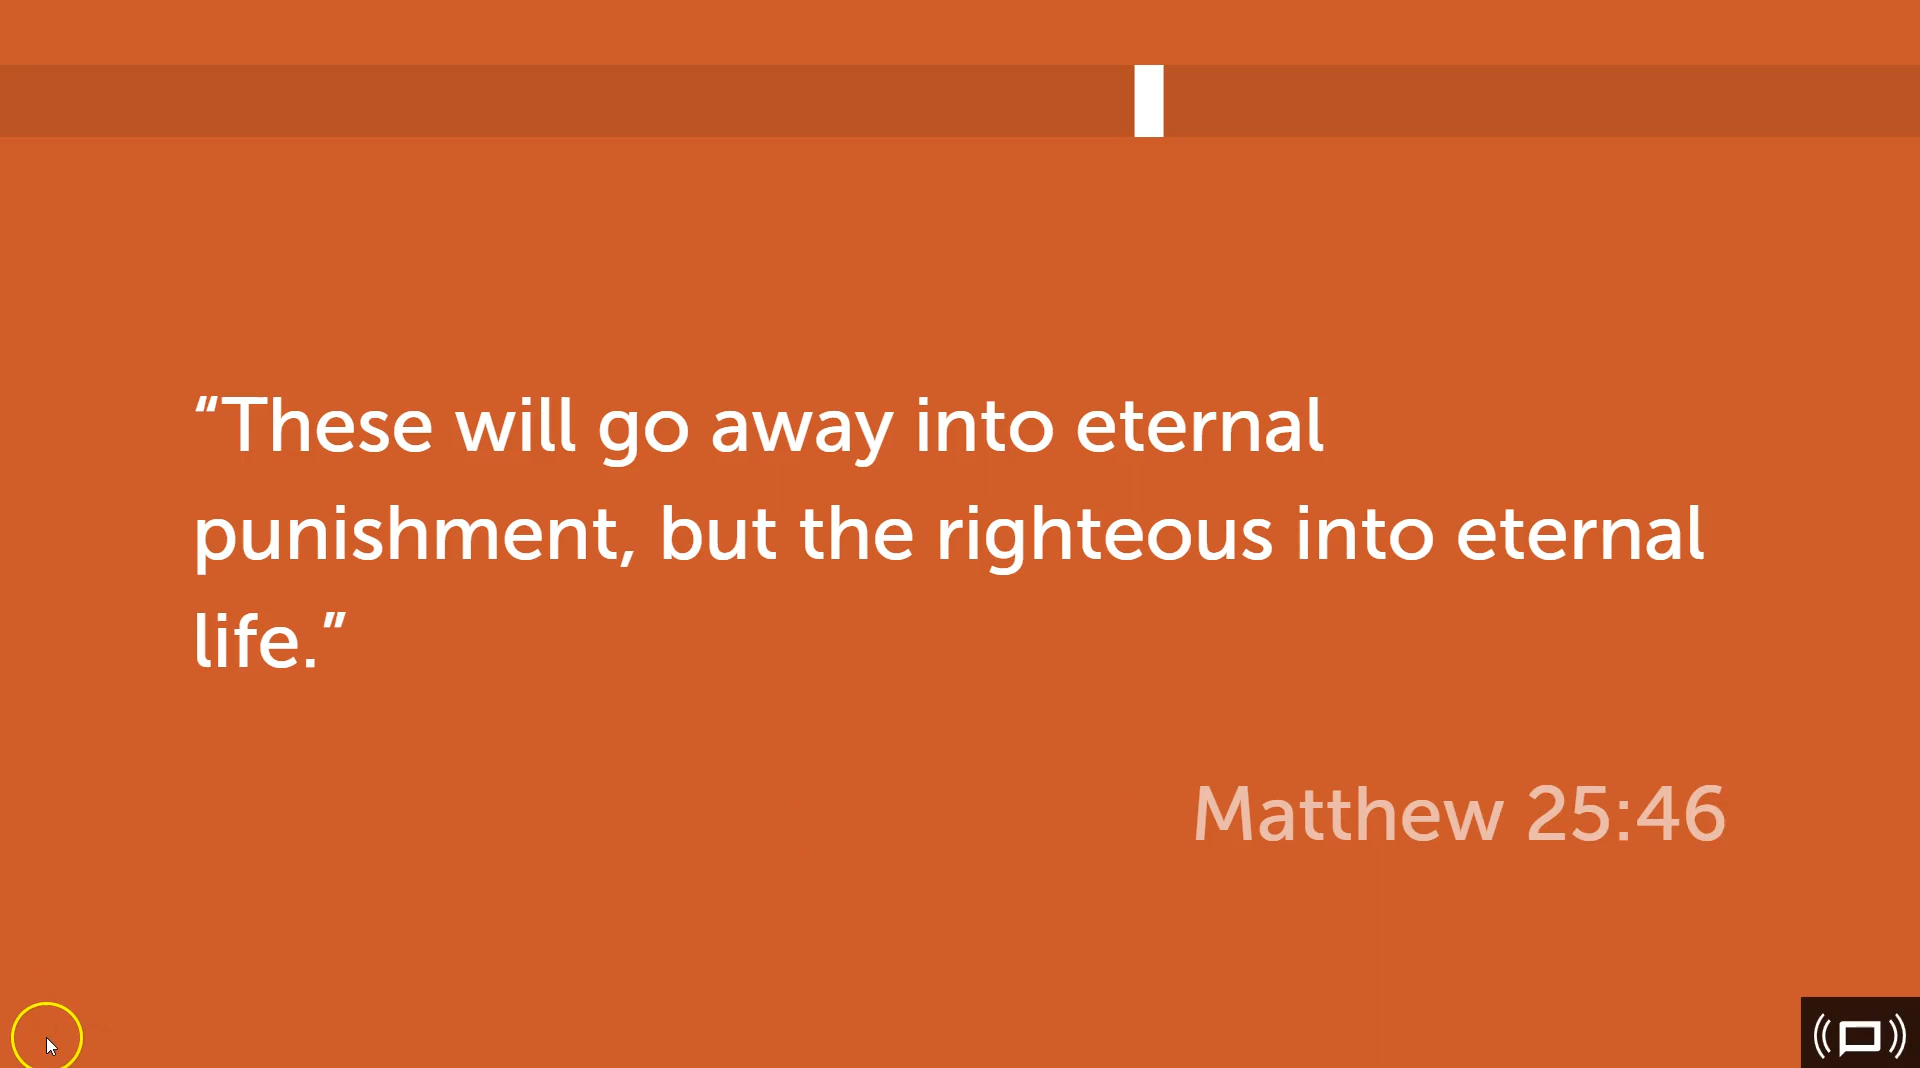 “These will go away into eternal
punishment, but the righteous into eternal
life.”
Matthew 25:46